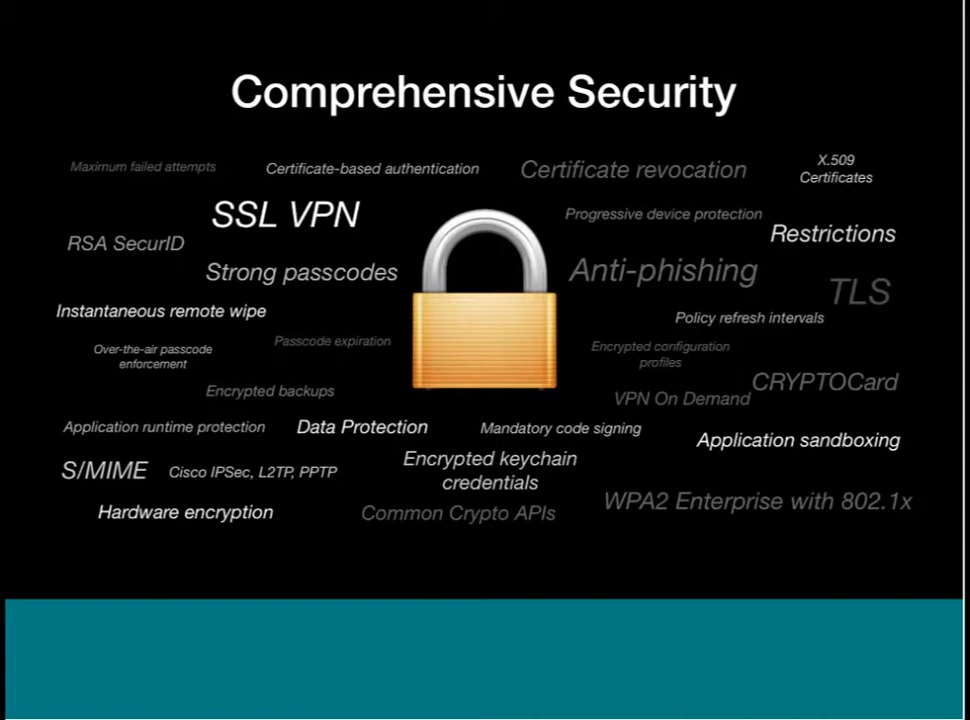 Comprehensive Security
Maximum failed attempts
Certificate-based authentication
Certificate revocation
X.509
Certificates
SSL VPN
Progressive device protection
RSA SecurID
Restrictions
Strong passcodes
Anti-phishing
TLS
Instantaneous remote wipe
Policy refresh intervals
Over-the-air passcode
enforcement
Passcode expiration
Encrypted configuration
profiles
Encrypted backups
VPN On Demand
CRYPTOCard
Application runtime protection
Data Protection
Mandatory code signing
Application sandboxing
S/MIME
Cisco IPSec, L2TP, PPTP
Encrypted keychain
credentials
Hardware encryption
Common Crypto APIs
WPA2 Enterprise with 802.1x